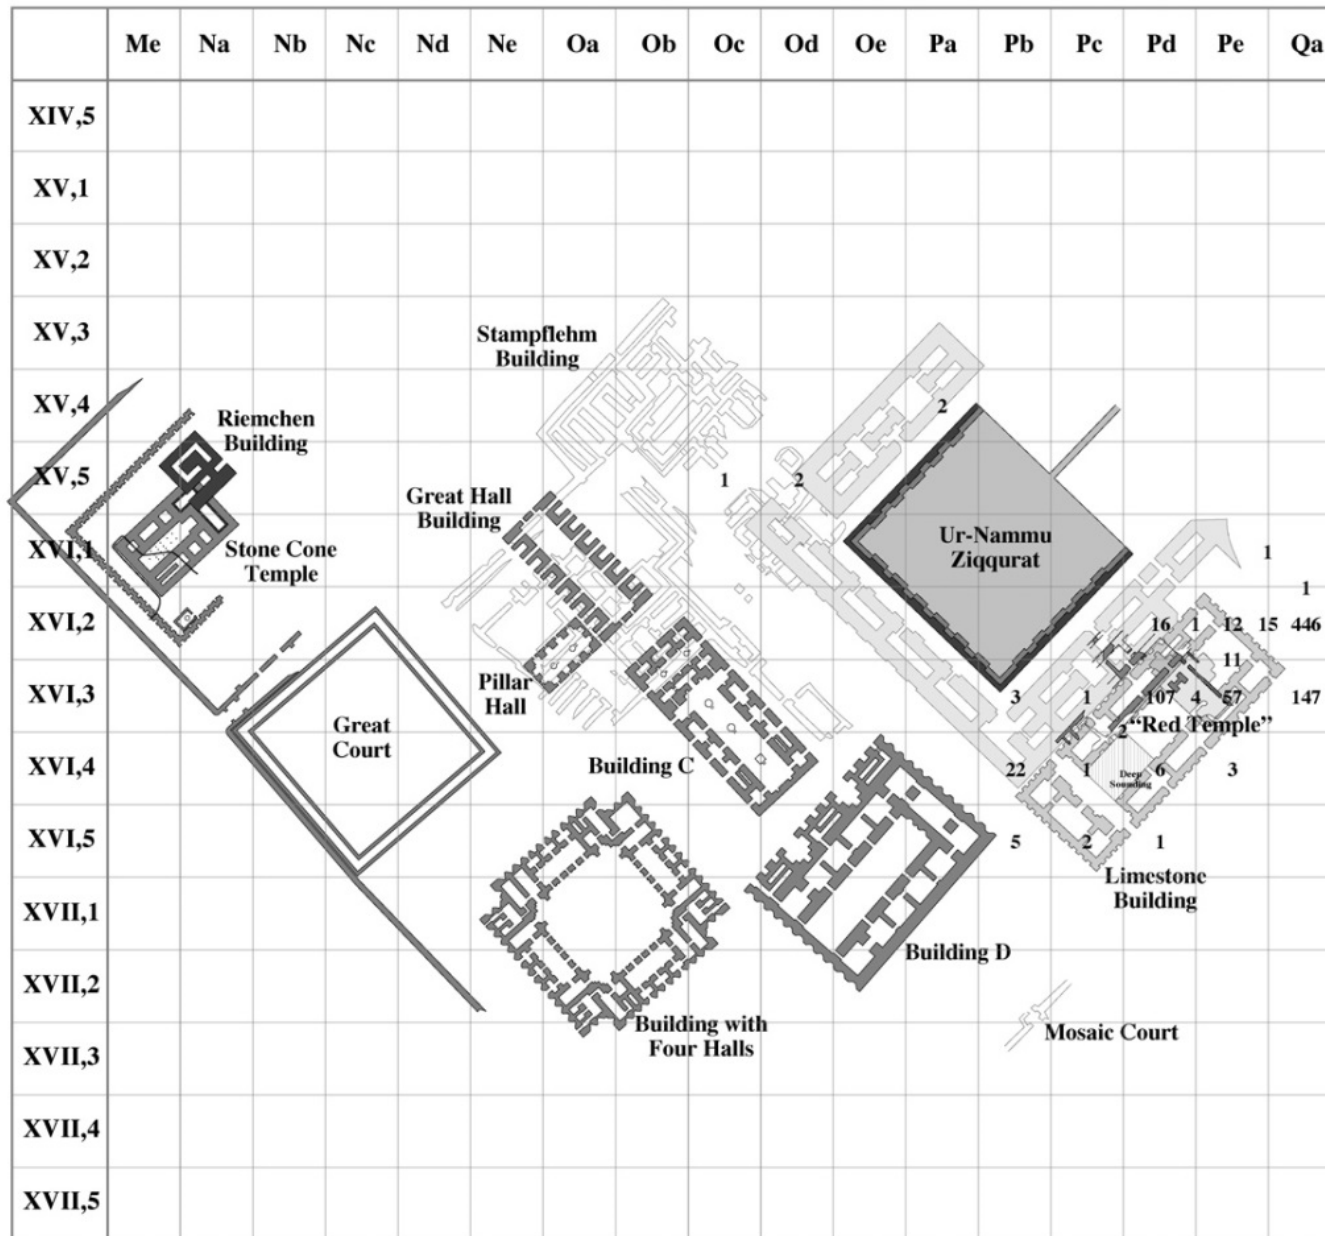 Me Na Nb Nc Nd Ne Oa Ob Oc Od Oe Pa Pb Pc Pd Pe Qa
XIV,5
XV,1
XV,2
XV,3
Stampflehm
Building
XV,4
Riemchen
Building
2
XV,5
Great Hall
Building
1 2
XVI,1
Stone Cone
Temple
Ur-Nammu
Ziqqurat
1
1
XVI,2
16 1 12 15 446
11
XVI,3
Pillar
Hall
3 1 107 4 57 147
Great
Court
2 “Red Temple”
XVI,4
Building C
22 1 Deep
Sounding
6 3
XVI,5
5 2 1
Limestone
Building
XVII,1
Building D
XVII,2
Building with
Four Halls
Mosaic Court
XVII,3
XVII,4
XVII,5